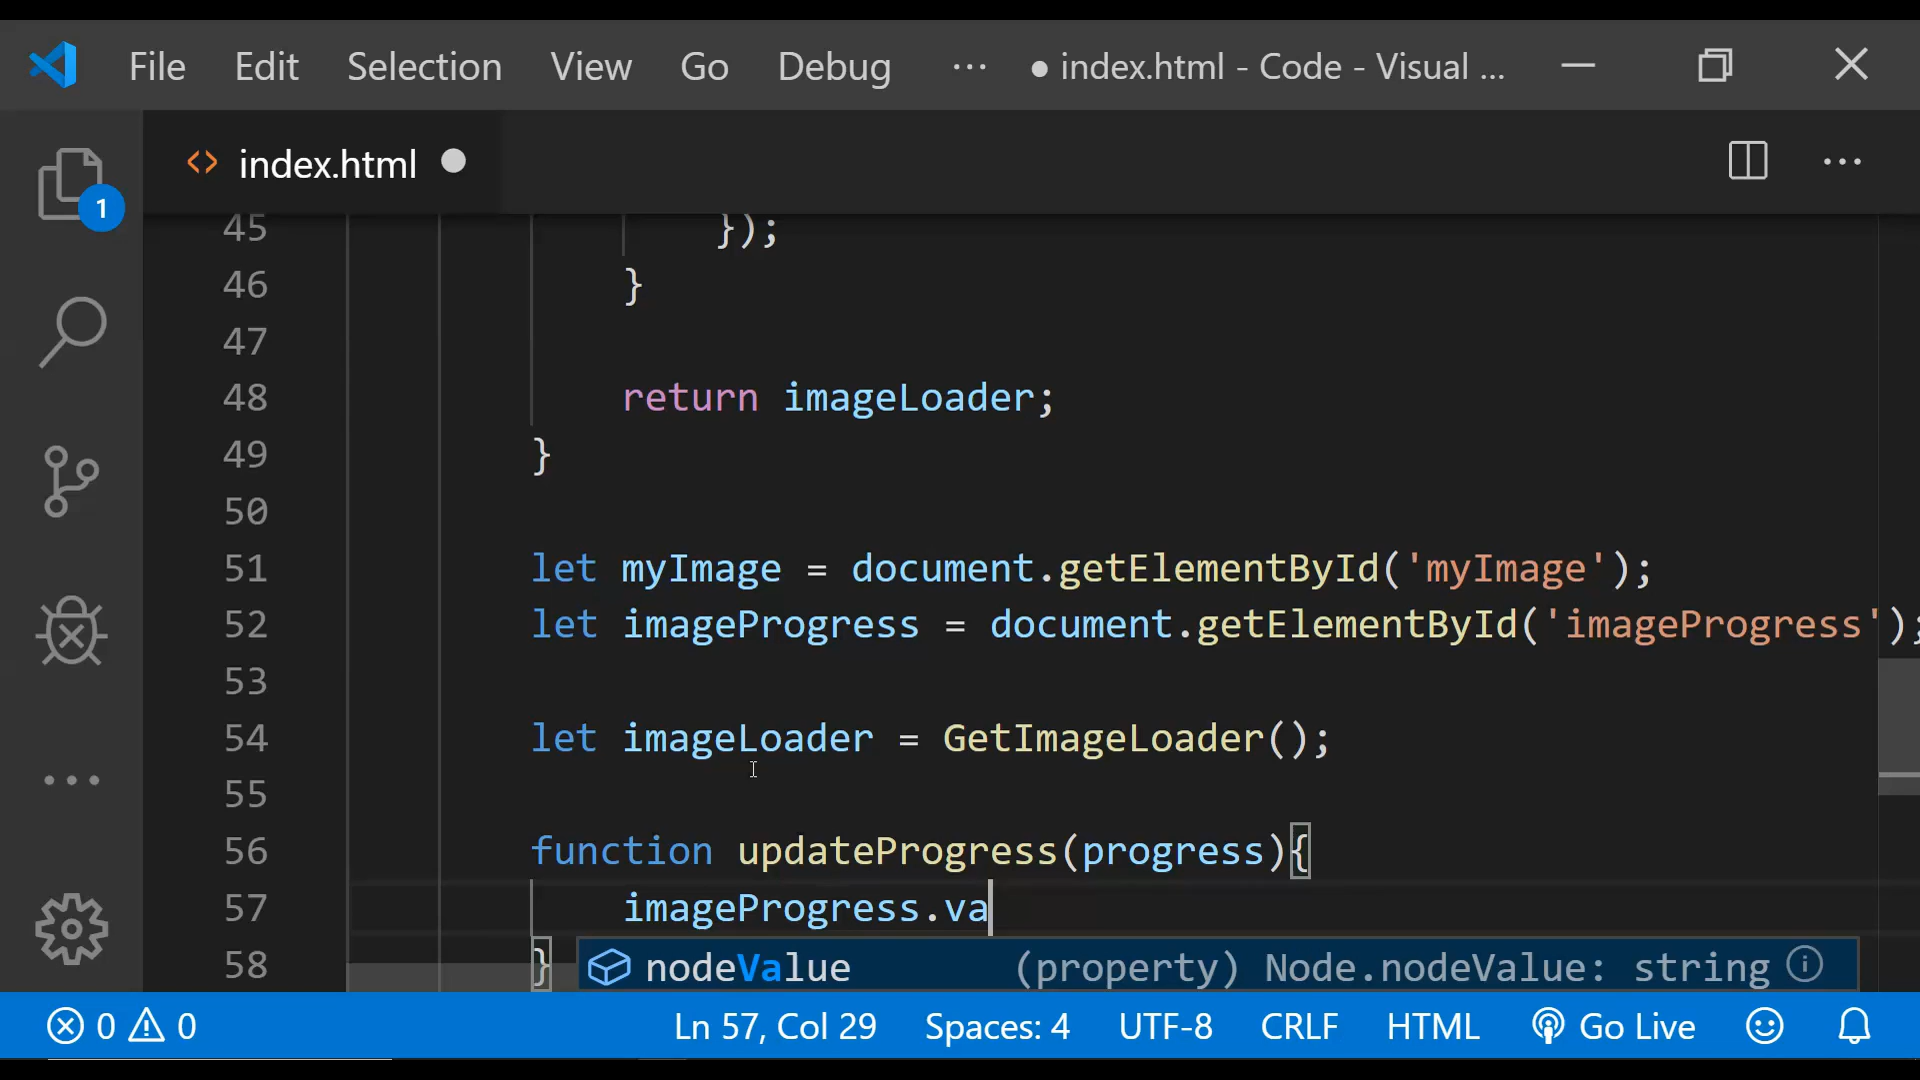 File Edit Selection View Go Debug ··· ● index.html - Code - Visual ...
<> index.html ● ···
1
45 });
46 }
47
48 return imageLoader;
49 }
50
51 let myImage = document.getElementById('myImage');
52 let imageProgress = document.getElementById('imageProgress');
53
54 let imageLoader = GetImageLoader();
55
56 function updateProgress(progress){
57 imageProgress.va
58 } nodeValue (property) Node.nodeValue: string
0 0 Ln 57, Col 29 Spaces: 4 UTF-8 CRLF HTML Go Live